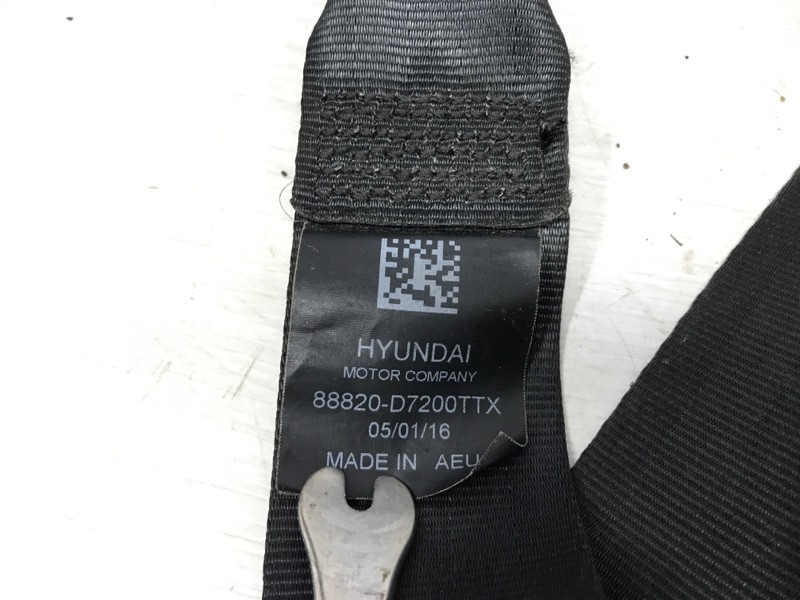 HYUNDAI
MOTOR COMPANY
88820-D7200TTX
05/01/16
MADE IN AEU